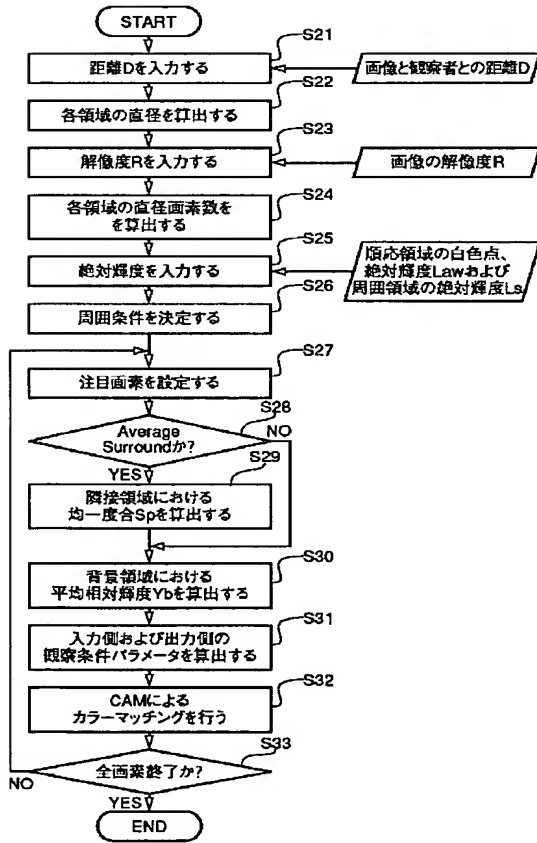 START
S21
距離Dを入力する
画像と観察者との距離D
S22
各領域の直径を算出する
S23
解像度Rを入力する
画像の解像度R
S24
各領域の直径画素数を
を算出する
S25
絶対輝度を入力する
順応領域の白色点、
絶対輝度Lawおよび
周囲領域の絶対輝度Ls
S26
周囲条件を決定する
S27
注目画素を設定する
S28
Average
Surroundか?
NO
YES
S29
隣接領域における
均一度合Spを算出する
S30
背景領域における
平均相対輝度Ybを算出する
S31
入力側および出力側の
観察条件パラメータを算出する
S32
CAMによる
カラーマッチングを行う
S33
全画素終了か?
NO
YES
END